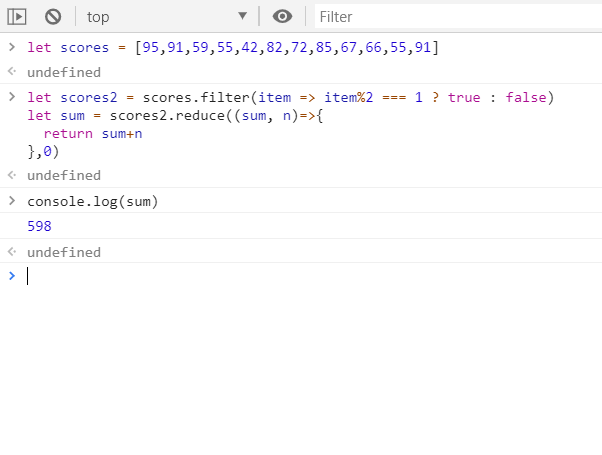 top
Filter
let scores = [95,91,59,55,42,82,72,85,67,66,55,91]
undefined
let scores2 = scores.filter(item => item%2 === 1 ? true : false)
let sum = scores2.reduce((sum, n)=>{
  return sum+n
},0)
undefined
console.log(sum)
598
undefined